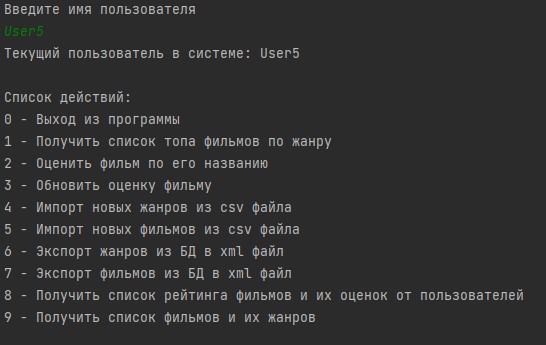 Введите имя пользователя
User5
Текущий пользователь в системе: User5
Список действий:
0 - Выход из программы
1 - Получить список топа фильмов по жанру
2 - Оценить фильм по его названию
3 - Обновить оценку фильму
4 - Импорт новых жанров из csv файла
5 - Импорт новых фильмов из csv файла
6 - Экспорт жанров из БД в xml файл
7 - Экспорт фильмов из БД в xml файл
8 - Получить список рейтинга фильмов и их оценок от пользователей
9 - Получить список фильмов и их жанров